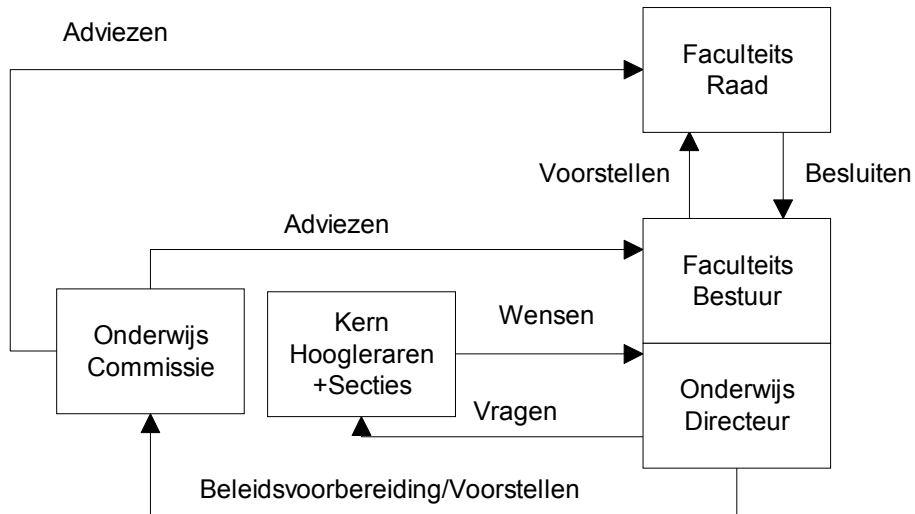 Adviezen
Faculteits
Raad
Voorstellen
Besluiten
Adviezen
Faculteits
Bestuur
Onderwijs
Commissie
Kern
Hoogleraren
+Secties
Wensen
Onderwijs
Directeur
Vragen
Beleidsvoorbereiding/Voorstellen